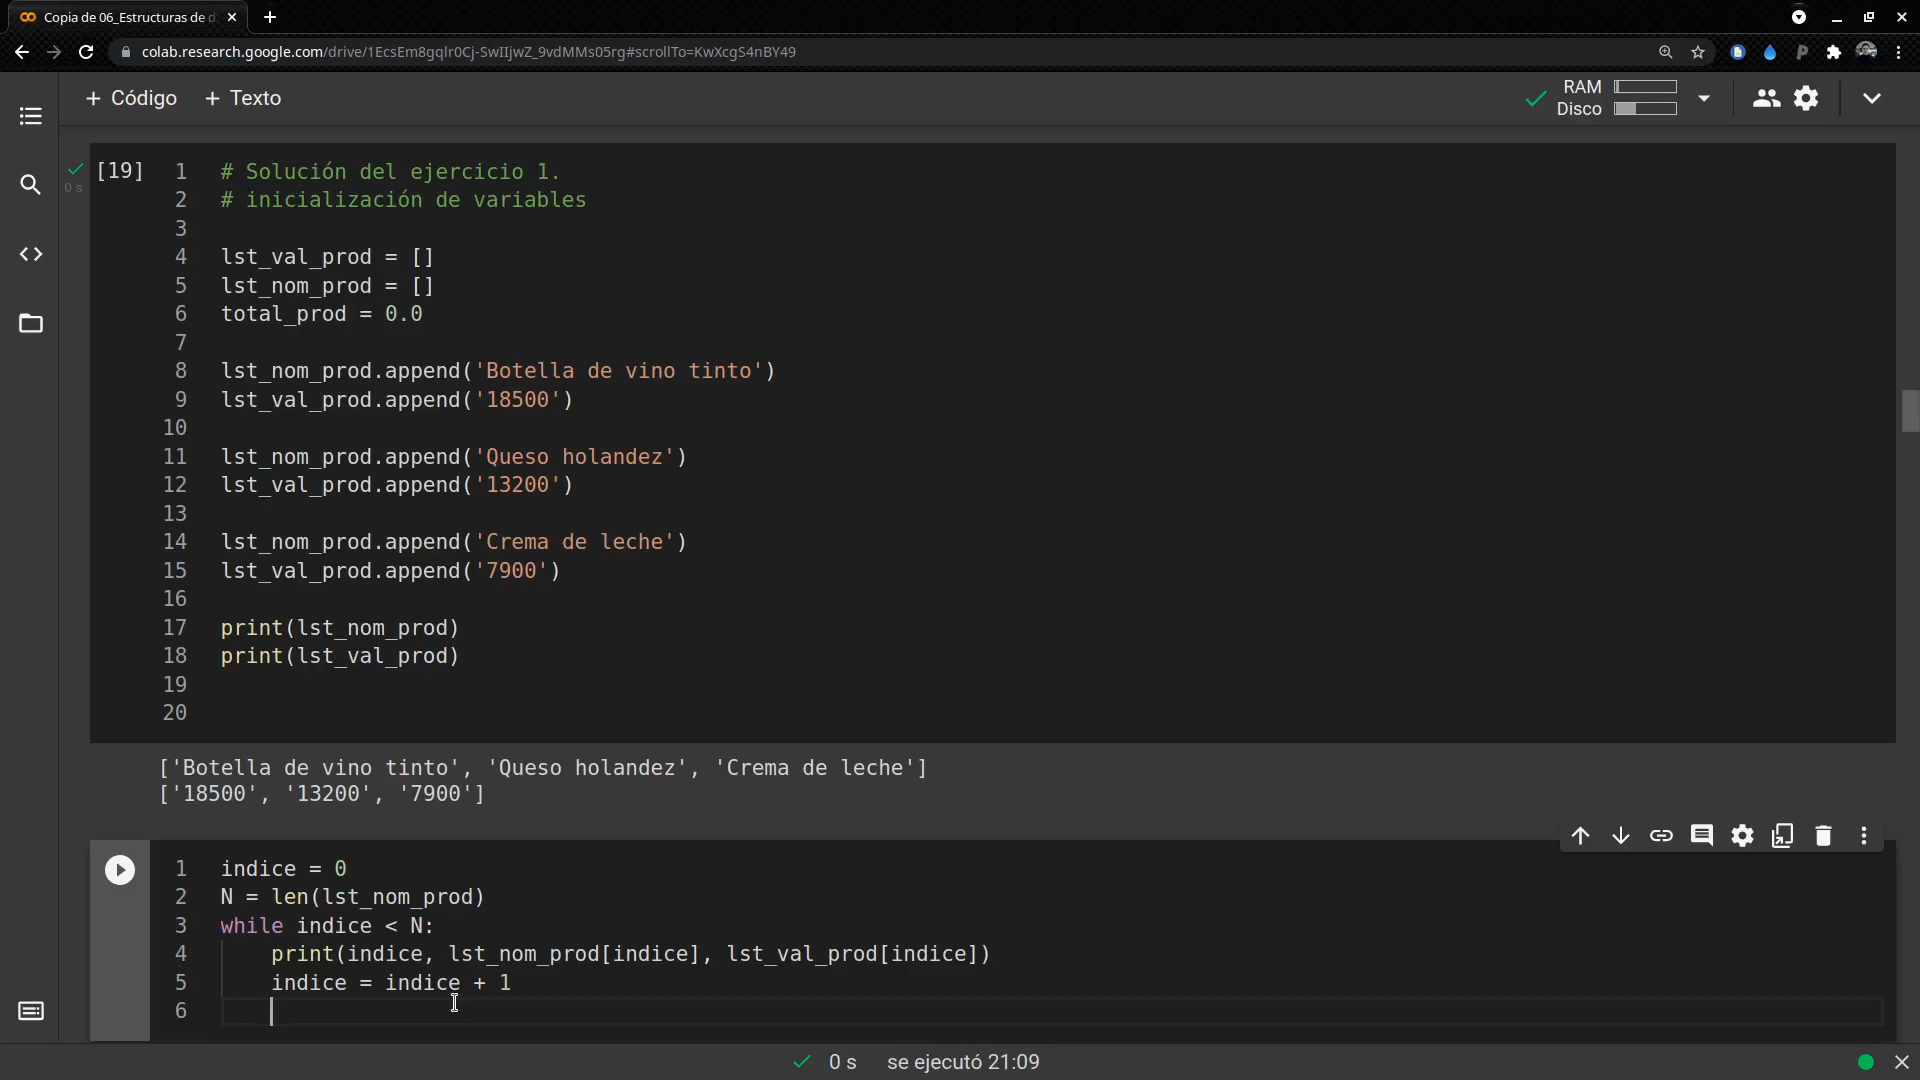 Copia de 06_Estructuras de d
colab.research.google.com/drive/1EcsEm8gqlr0Cj-SwIIjwZ_9vdMMs05rg#scrollTo=KwXcgS4nBY49
+ Código + Texto
RAM
Disco
0 s
[19]
1 # Solución del ejercicio 1.
2 # inicialización de variables
3
4 lst_val_prod = []
5 lst_nom_prod = []
6 total_prod = 0.0
7
8 lst_nom_prod.append('Botella de vino tinto')
9 lst_val_prod.append('18500')
10
11 lst_nom_prod.append('Queso holandez')
12 lst_val_prod.append('13200')
13
14 lst_nom_prod.append('Crema de leche')
15 lst_val_prod.append('7900')
16
17 print(lst_nom_prod)
18 print(lst_val_prod)
19
20
['Botella de vino tinto', 'Queso holandez', 'Crema de leche']
['18500', '13200', '7900']
1 indice = 0
2 N = len(lst_nom_prod)
3 while indice < N:
4     print(indice, lst_nom_prod[indice], lst_val_prod[indice])
5     indice = indice + 1
6
0 s se ejecutó 21:09